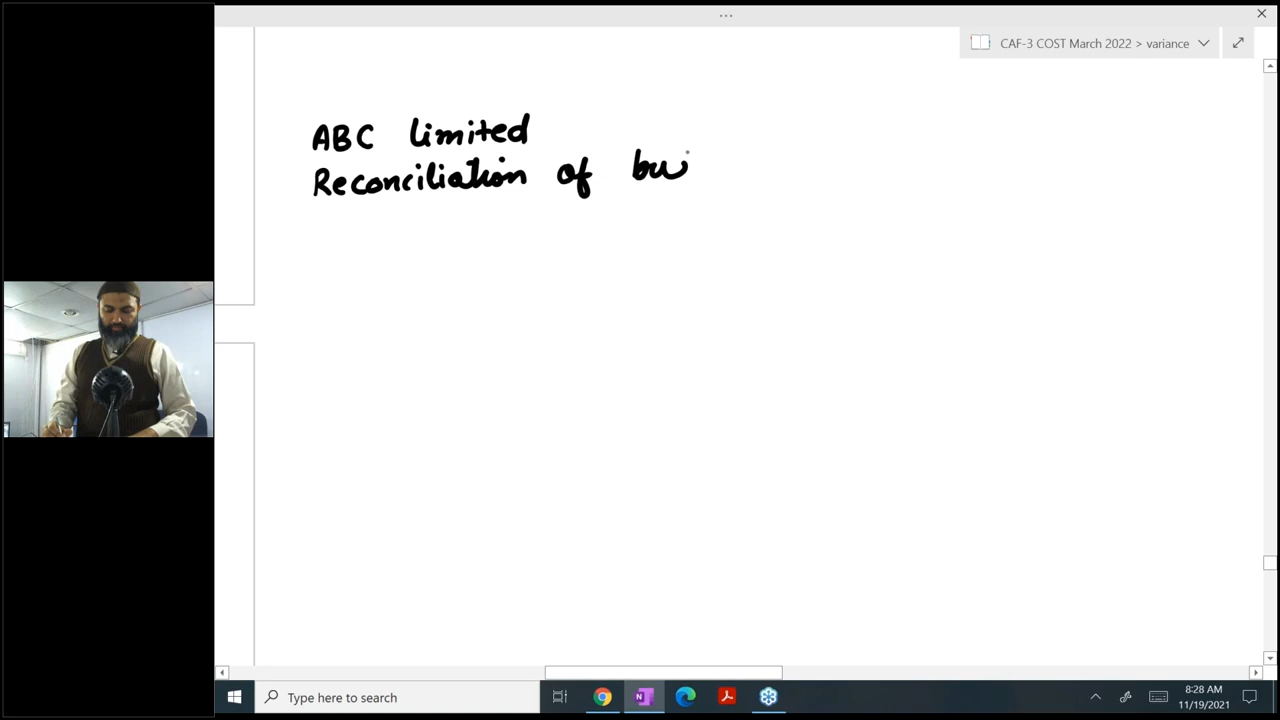 CAF-3 COST March 2022 > variance
ABC limited
Reconciliation of bu
Type here to search
8:28 AM
11/19/2021